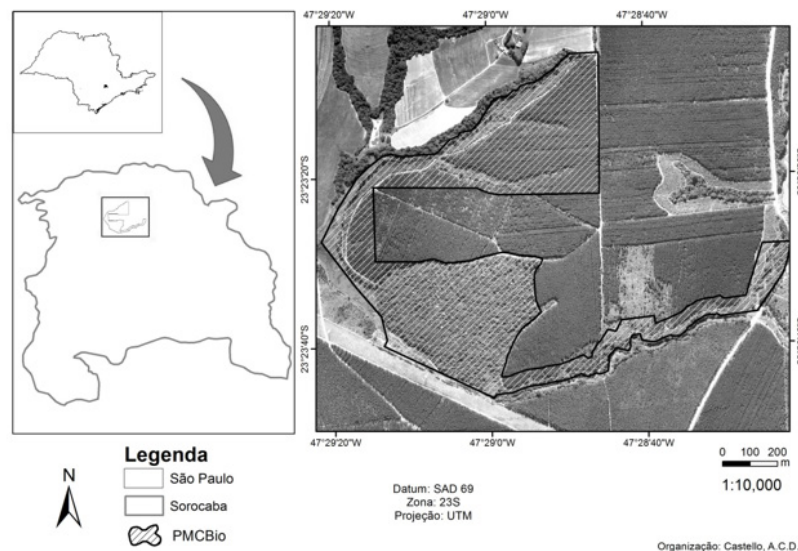 47°29'20"W
47°29'0"W
47°28'40"W
23°23'20"S
23°23'40"S
47°29'20"W
47°29'0"W
47°28'40"W
Legenda
São Paulo
Sorocaba
PMCBio
N
Datum: SAD 69
Zona: 23S
Projeção: UTM
0 100 200
m
1:10,000
Organização: Castello, A.C.D.